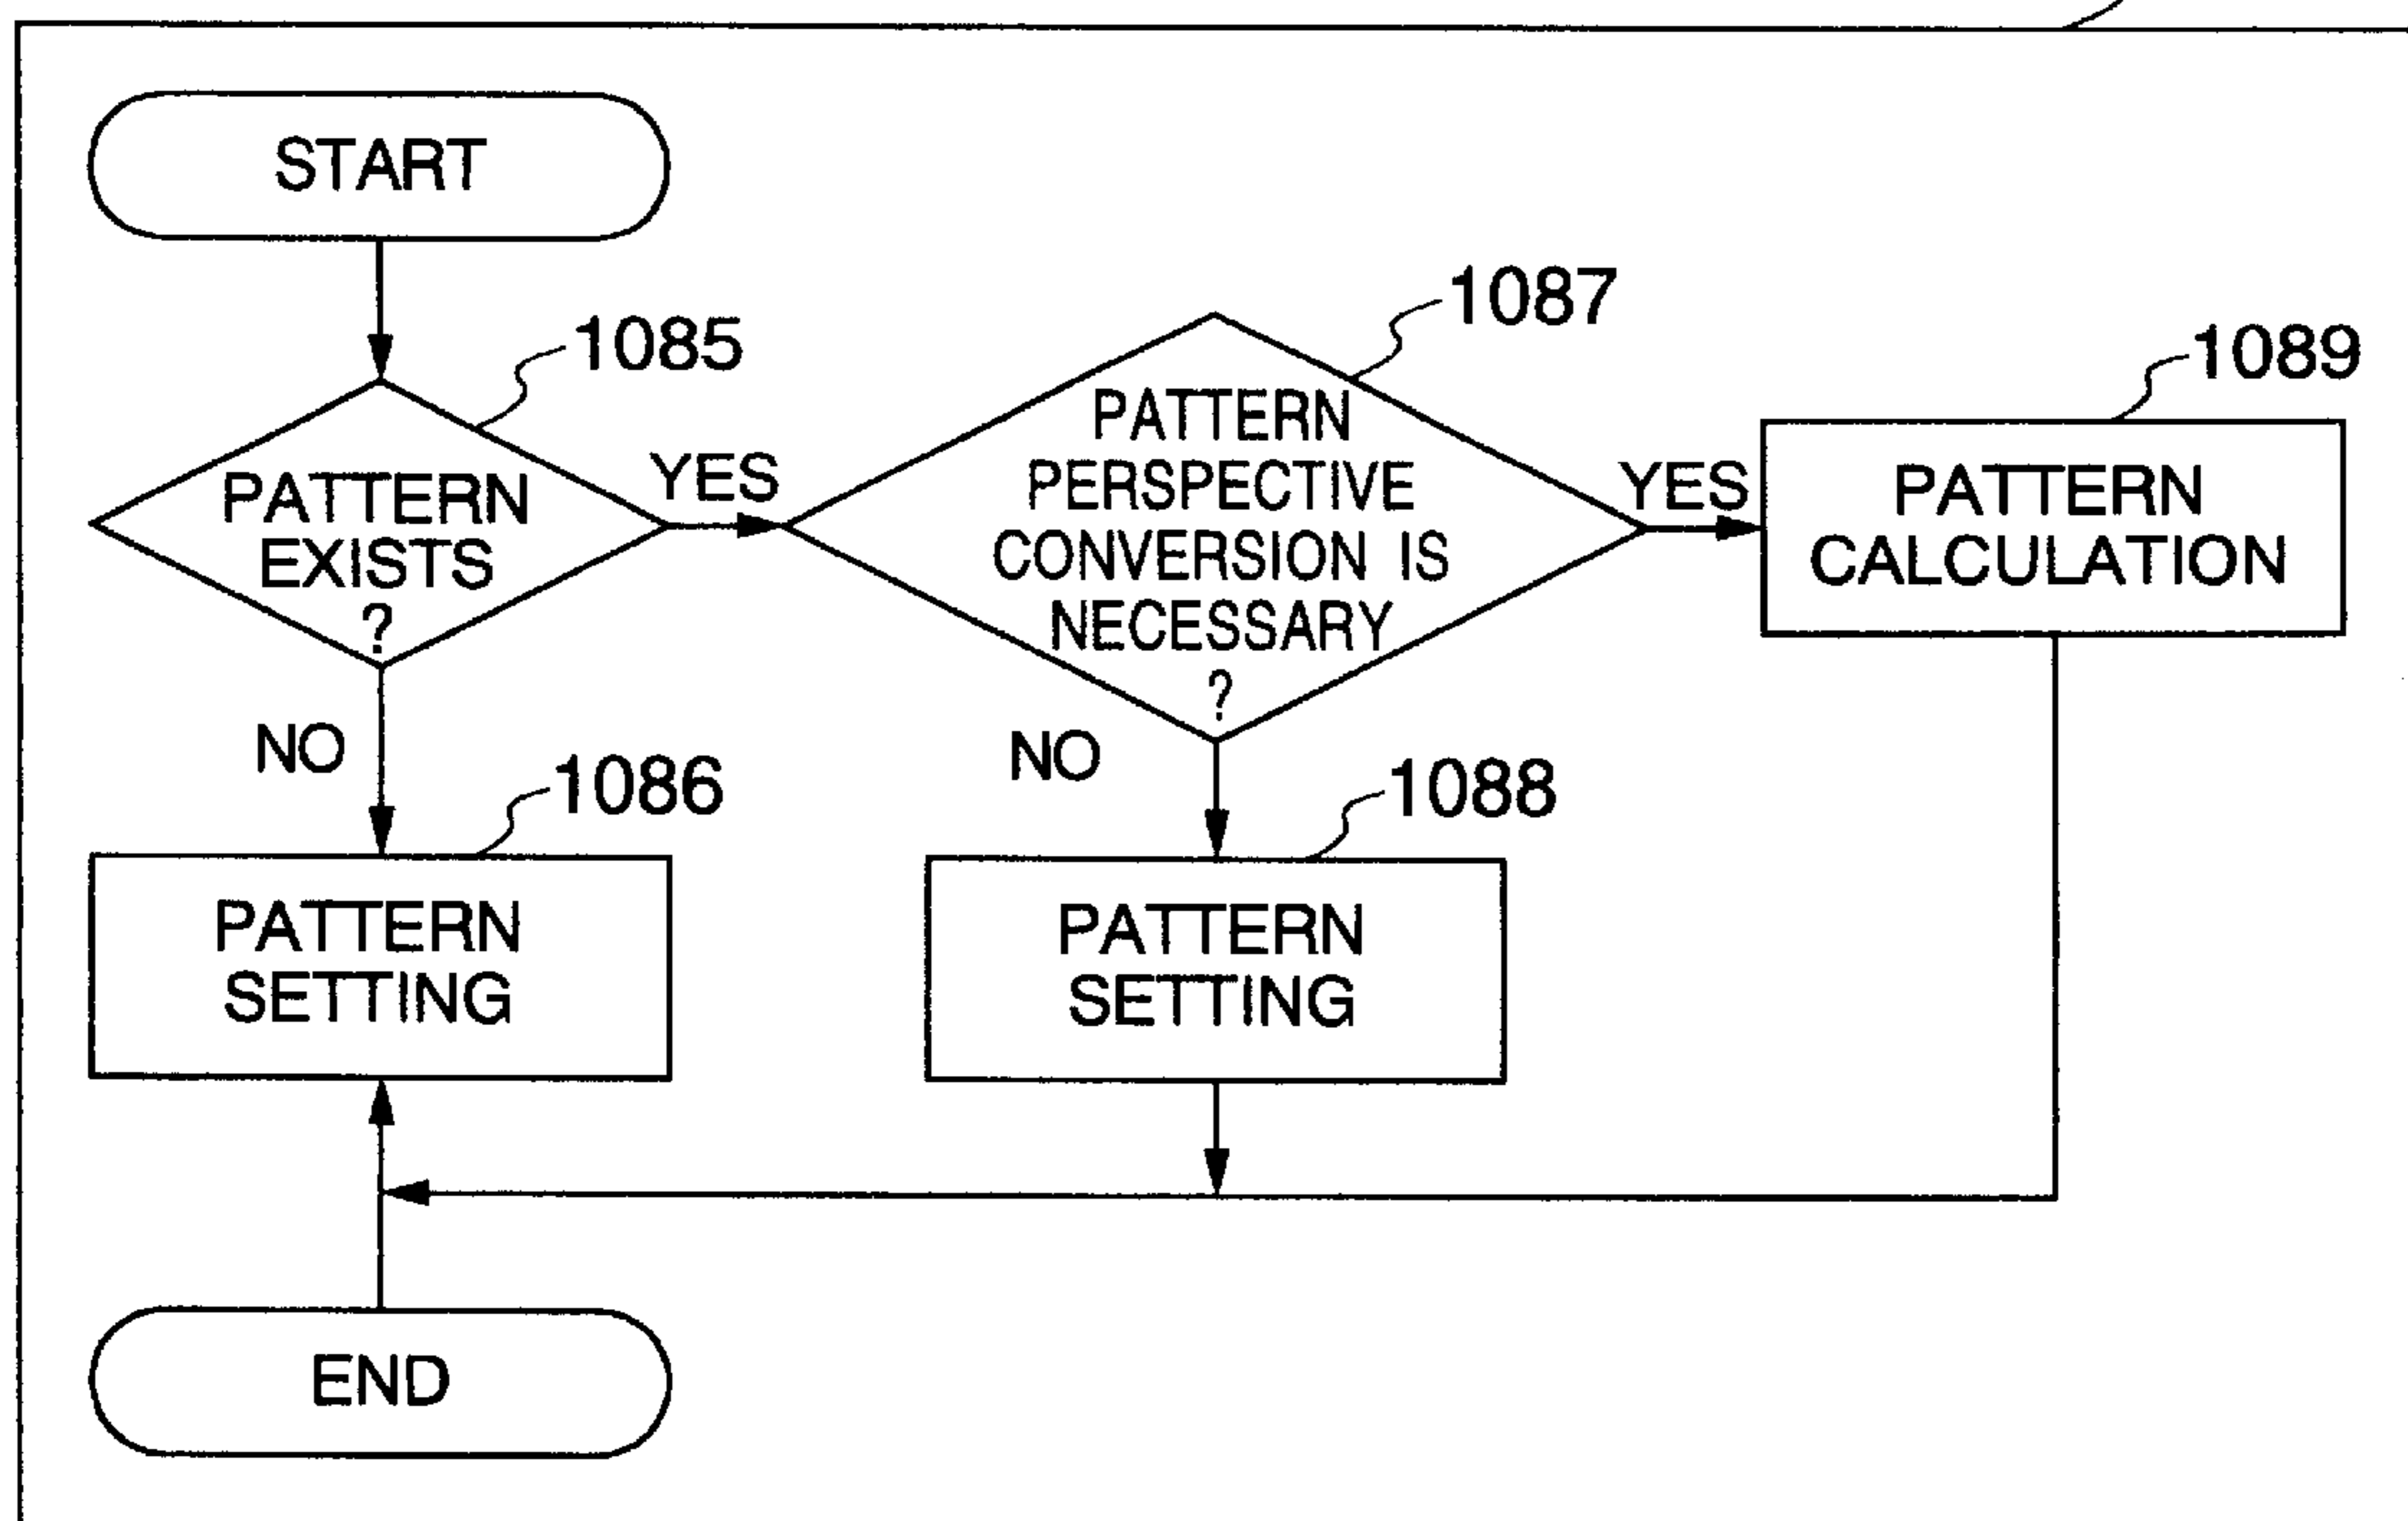 START
1085
PATTERN
EXISTS
?
YES
NO
1087
PATTERN
PERSPECTIVE
CONVERSION IS
NECESSARY
?
YES
NO
1089
PATTERN
CALCULATION
1086
PATTERN
SETTING
1088
PATTERN
SETTING
END